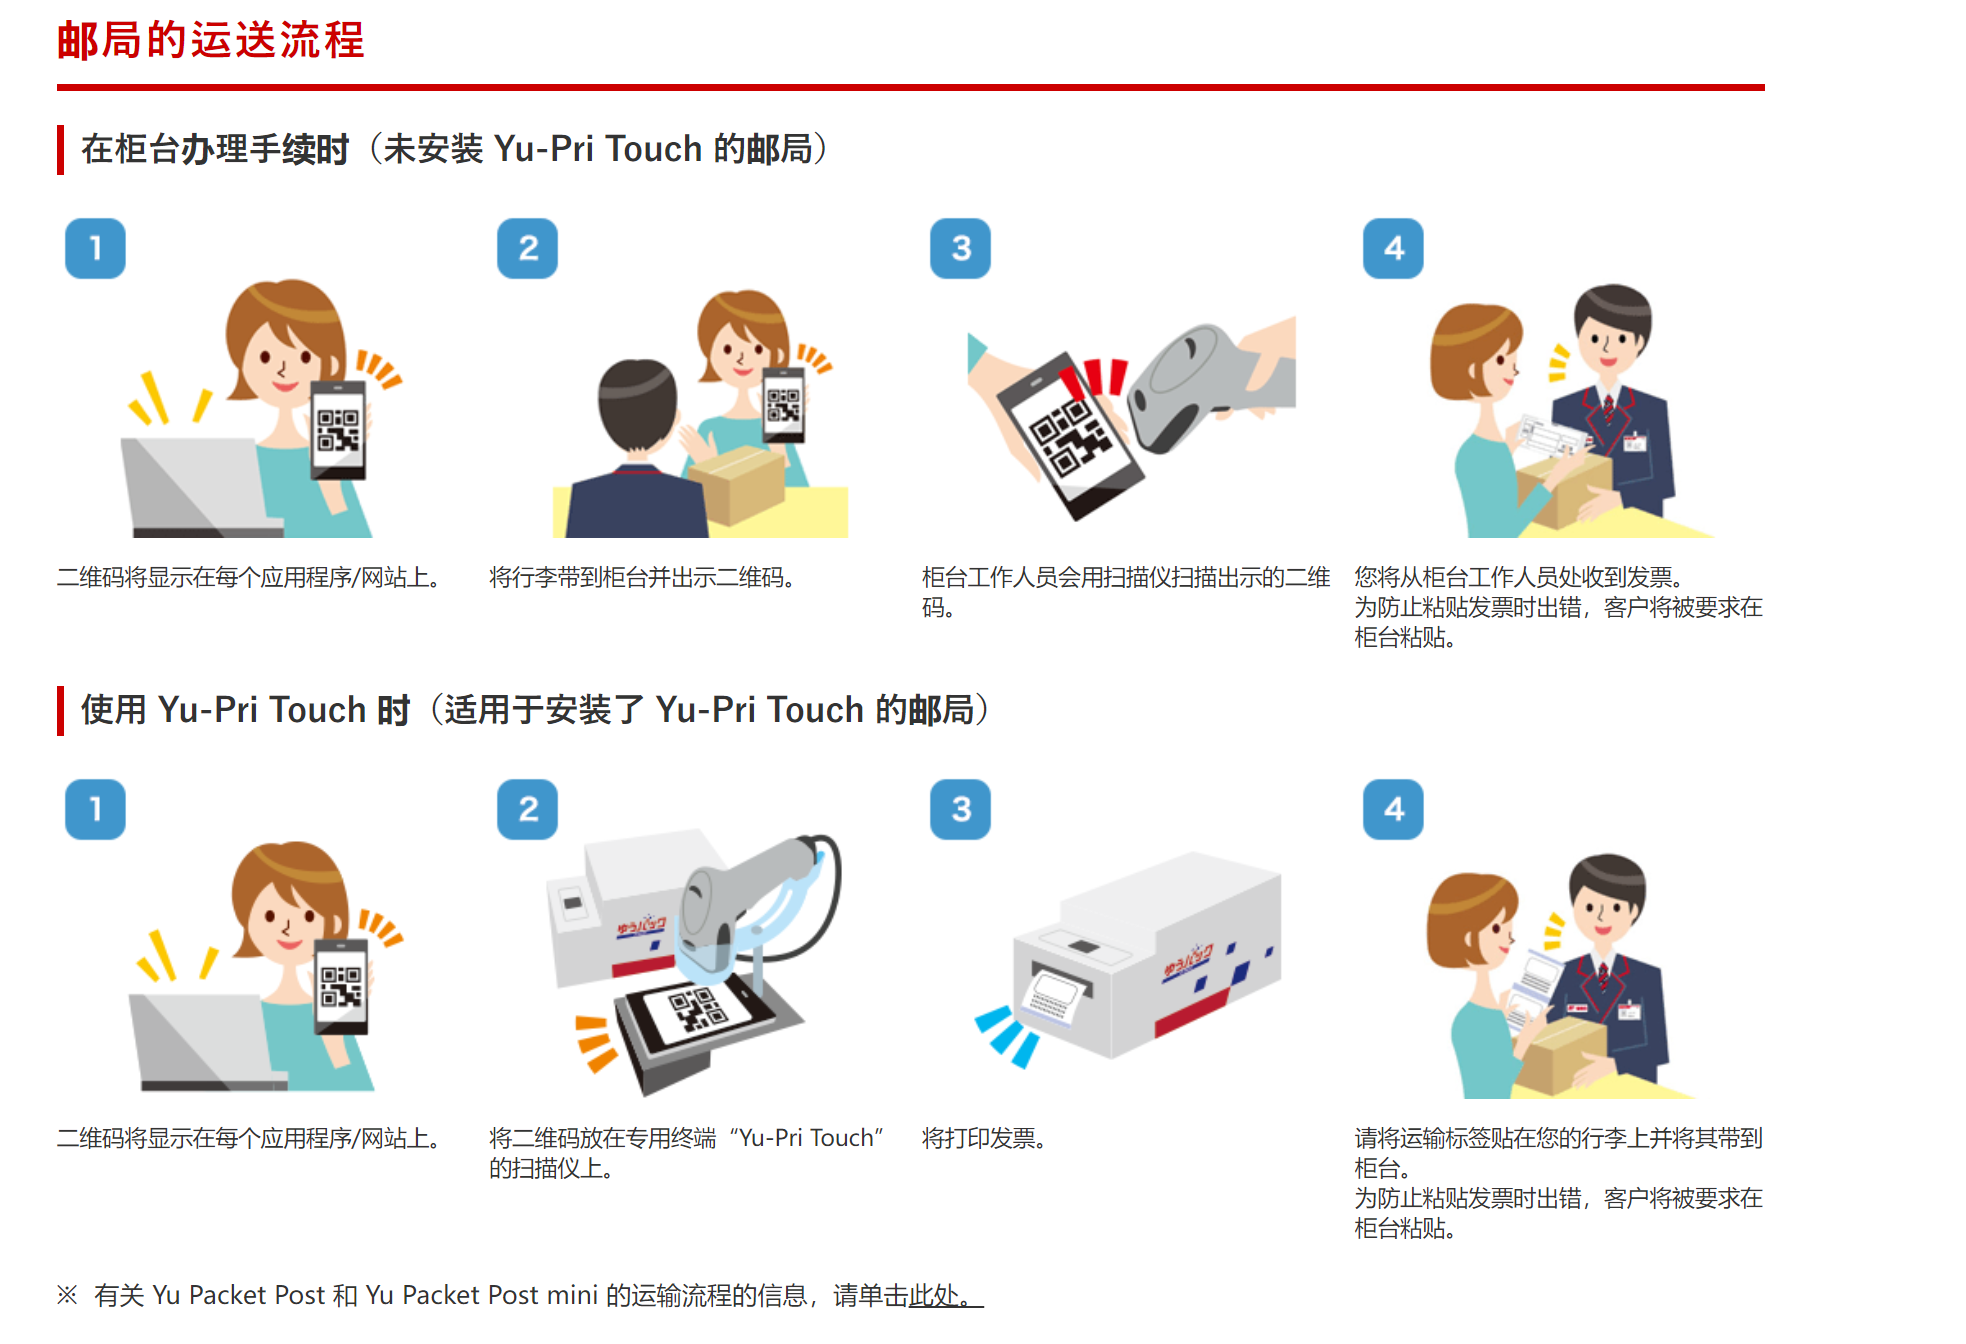 邮局的运送流程
在柜台办理手续时（未安装 Yu-Pri Touch 的邮局）
1
2
3
4
二维码将显示在每个应用程序/网站上。
将行李带到柜台并出示二维码。
柜台工作人员会用扫描仪扫描出示的二维
码。
您将从柜台工作人员处收到发票。
为防止粘贴发票时出错，客户将被要求在
柜台粘贴。
使用 Yu-Pri Touch 时（适用于安装了 Yu-Pri Touch 的邮局）
1
2
3
4
ゆうパック
ゆうパック
二维码将显示在每个应用程序/网站上。
将二维码放在专用终端“Yu-Pri Touch”
的扫描仪上。
将打印发票。
请将运输标签贴在您的行李上并将其带到
柜台。
为防止粘贴发票时出错，客户将被要求在
柜台粘贴。
※ 有关 Yu Packet Post 和 Yu Packet Post mini 的运输流程的信息，请单击此处。